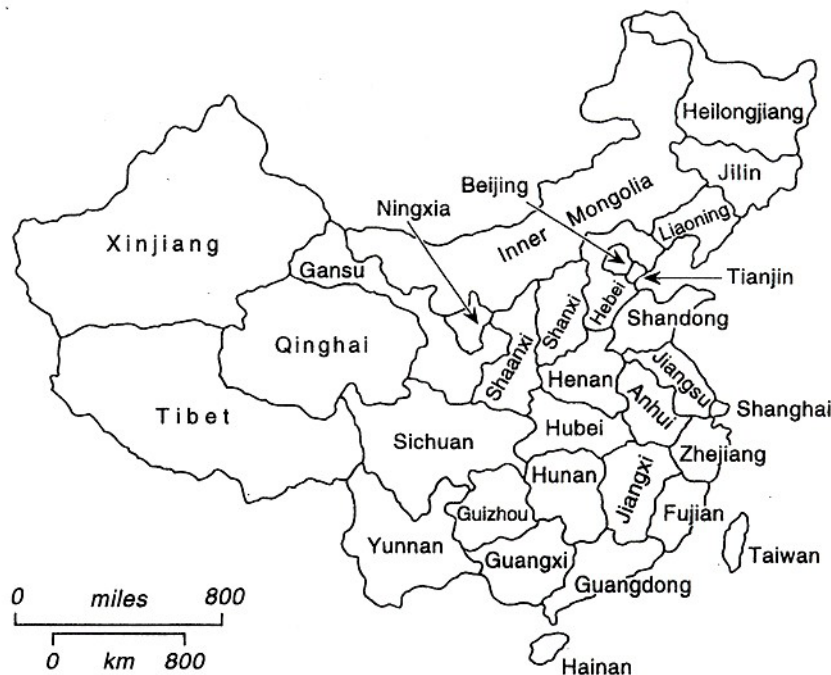 Heilongjiang
Jilin
Beijing
Liaoning
Ningxia
Inner Mongolia
Xinjiang
Gansu
Tianjin
Hebei
Shanxi
Shandong
Qinghai
Shaanxi
Henan
Jiangsu
Anhui
Tibet
Shanghai
Sichuan
Hubei
Zhejiang
Hunan
Jiangxi
Guizhou
Fujian
Yunnan
Guangxi
Taiwan
Guangdong
0 miles 800
0 km 800
Hainan